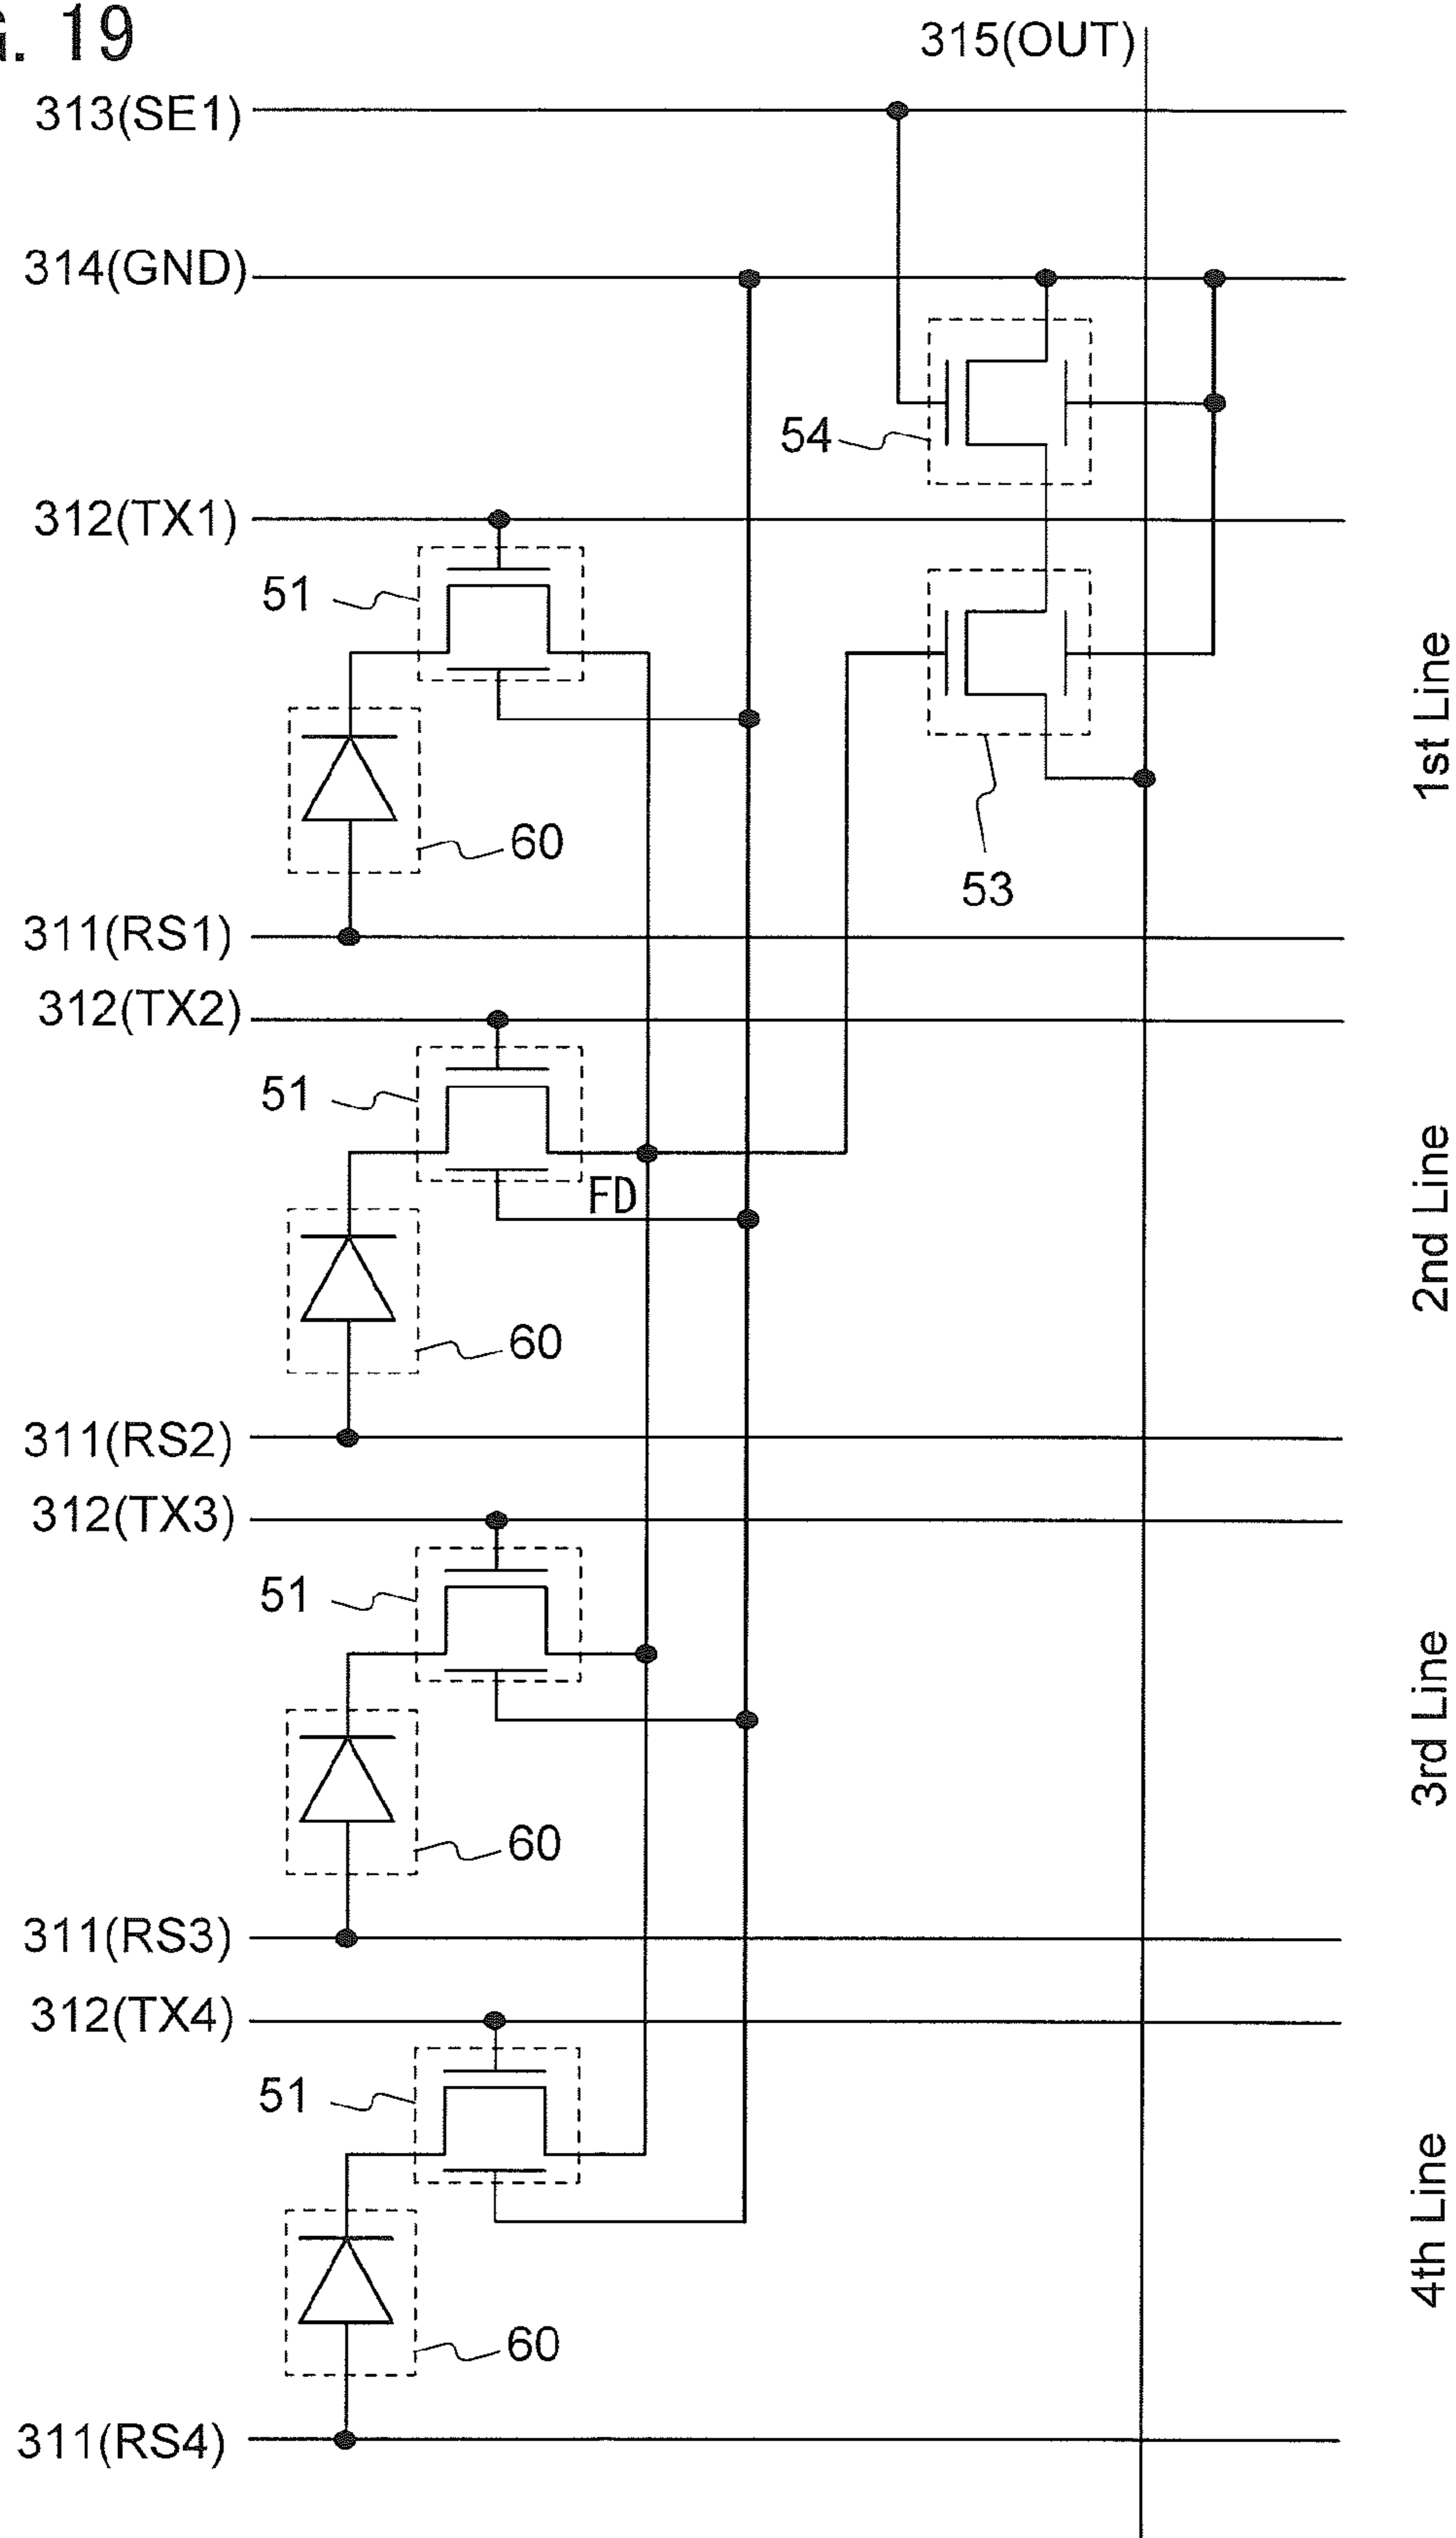 G. 19
315(OUT)
313(SE1)
314(GND)
54
312(TX1)
51
60
53
311(RS1)
1st Line
312(TX2)
51
FD
60
311(RS2)
2nd Line
312(TX3)
51
60
311(RS3)
3rd Line
312(TX4)
51
60
311(RS4)
4th Line